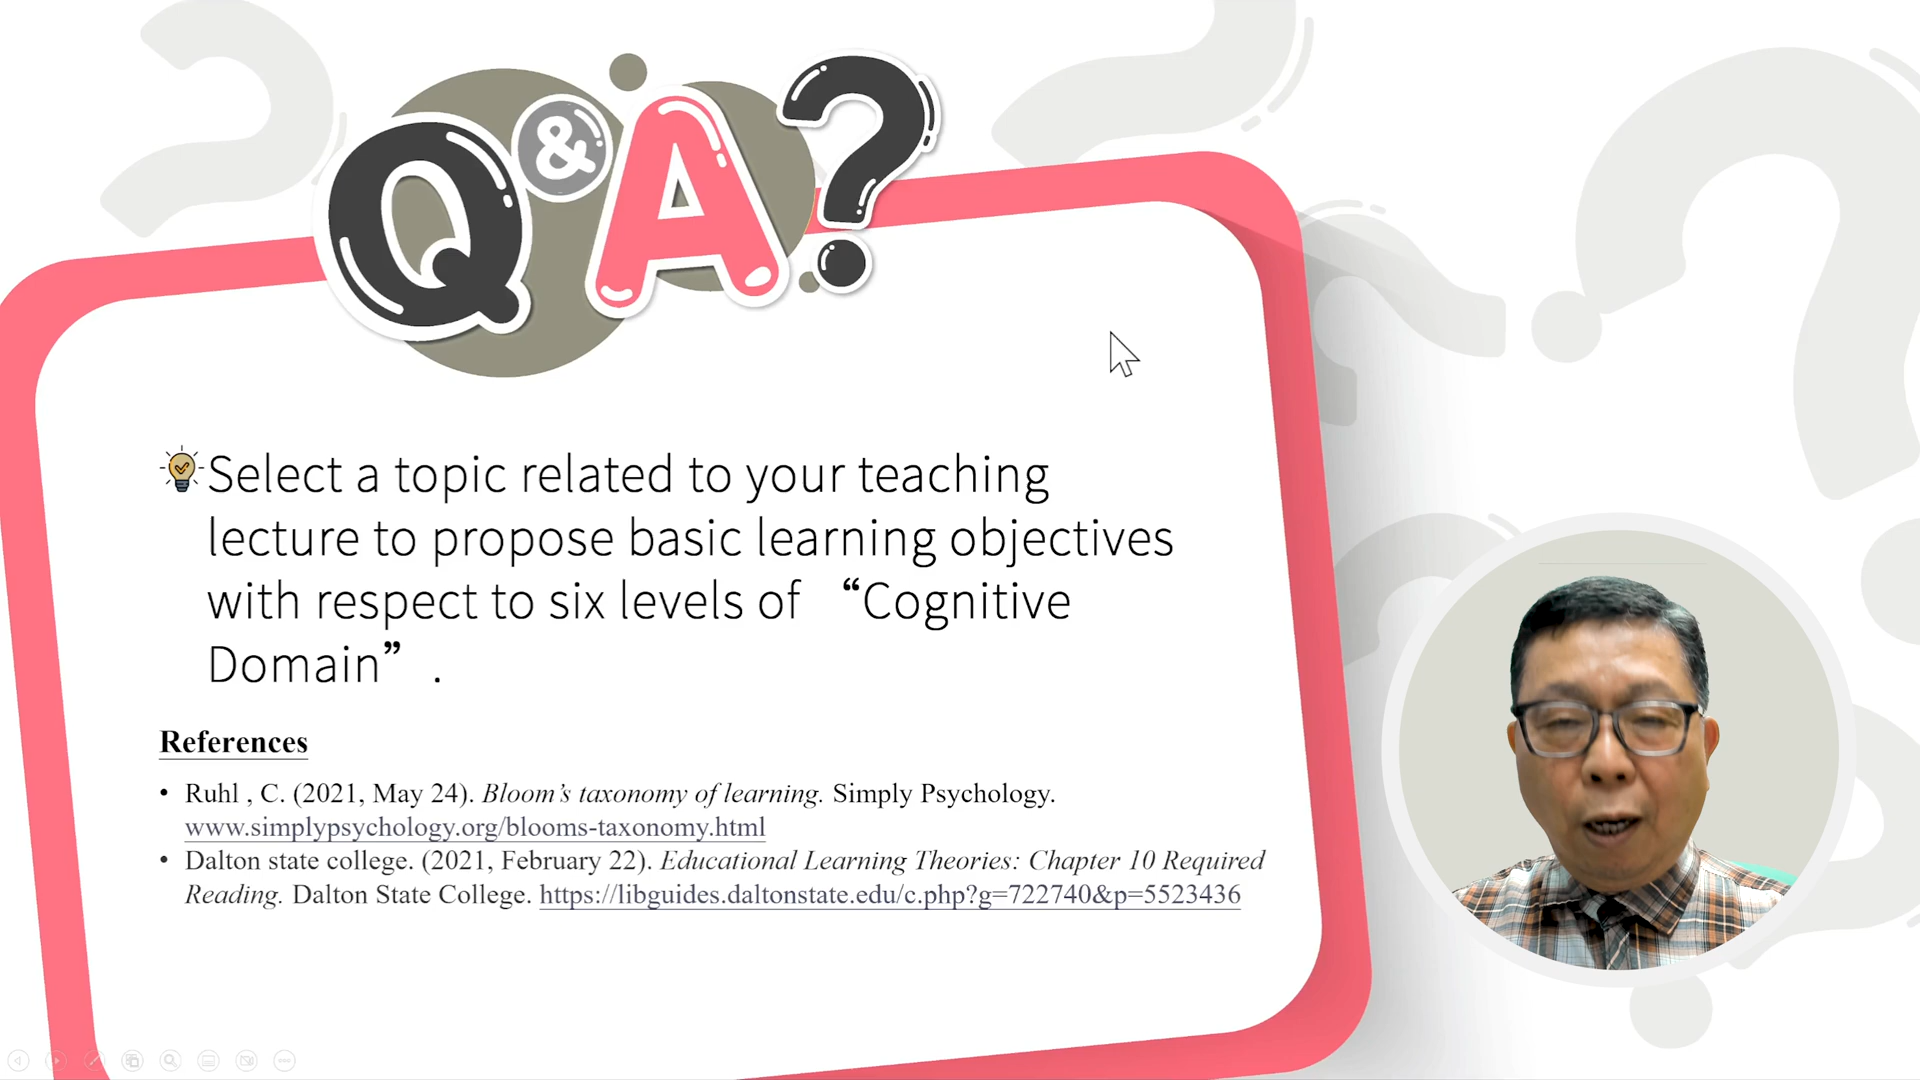 Q&A?
Select a topic related to your teaching
lecture to propose basic learning objectives
with respect to six levels of “Cognitive
Domain” .
References
• Ruhl , C. (2021, May 24). Bloom’s taxonomy of learning. Simply Psychology.
www.simplypsychology.org/blooms-taxonomy.html
• Dalton state college. (2021, February 22). Educational Learning Theories: Chapter 10 Required
Reading. Dalton State College. https://libguides.daltonstate.edu/c.php?g=722740&p=5523436